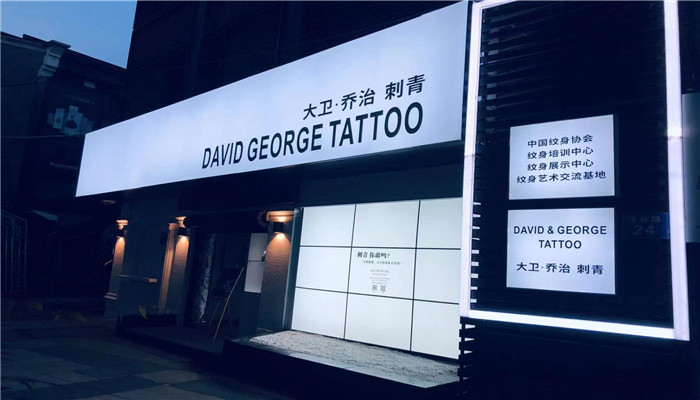 大卫·乔治 刺青
DAVID GEORGE TATTOO
中国纹身协会
纹身培训中心
纹身展示中心
纹身艺术交流基地
DAVID & GEORGE
TATTOO
大卫·乔治 刺青
刺青 你敢吗?
24